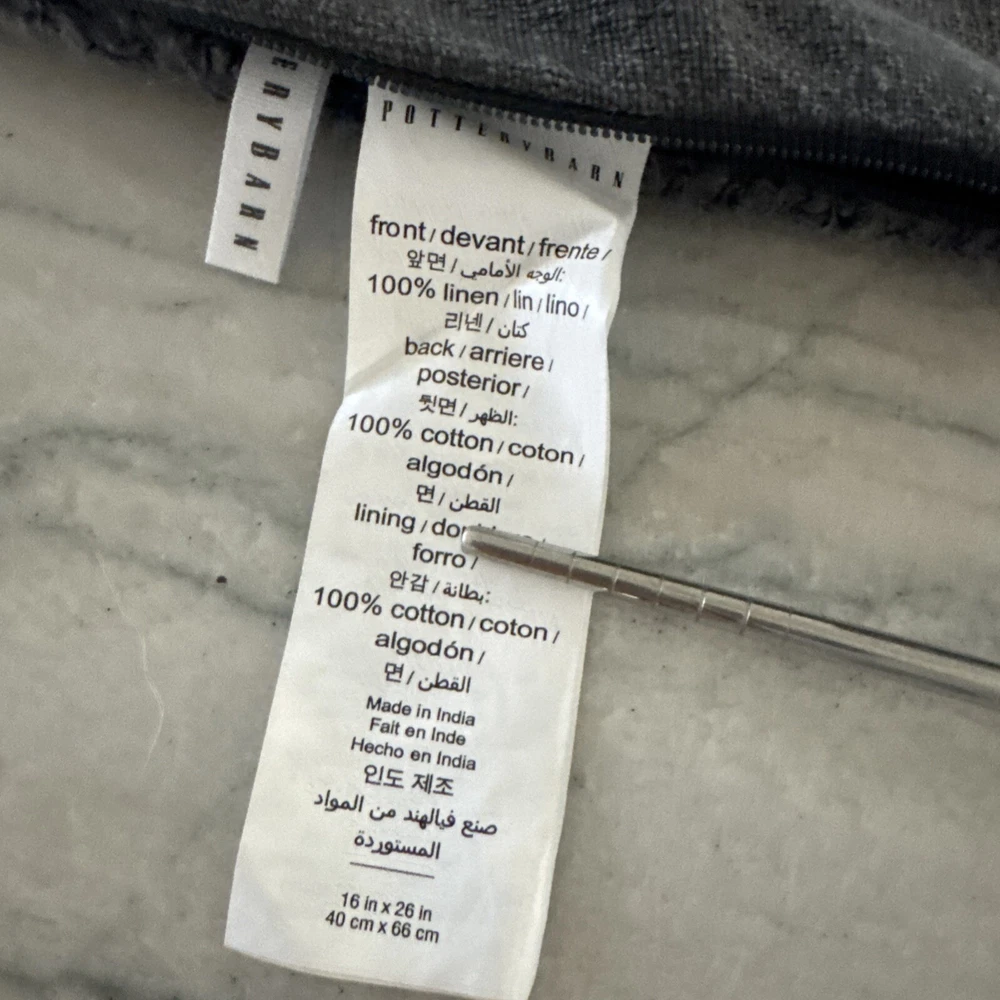 ERYBARN
POTTERYBARN
front / devant / frente /
앞면 / الوجه الأمامي:
100% linen / lin / lino /
리넨 / كتان
back / arriere /
posterior /
뒷면 / الظهر:
100% cotton / coton /
algodón /
면 / القطن
lining /
forro /
안감 / بطانة:
100% cotton / coton /
algodón /
면 / القطن
Made in India
Fait en Inde
Hecho en India
인도 제조
صنع فيالهند من المواد
المستوردة
16 in x 26 in
40 cm x 66 cm